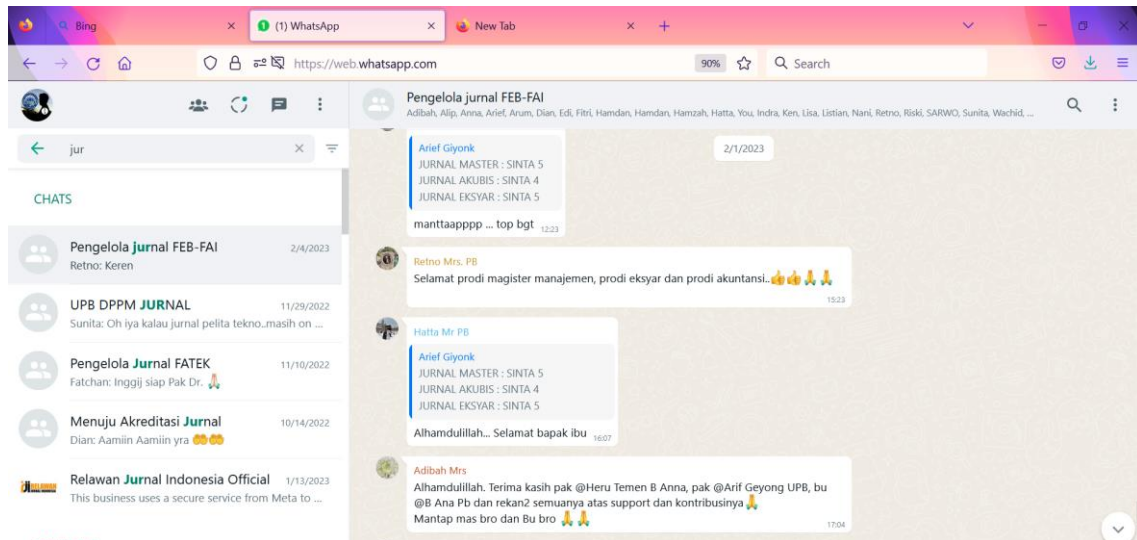 Bing
(1) WhatsApp
New Tab
https://web.whatsapp.com
90%
Search
jur
CHATS
Pengelola jurnal FEB-FAI
2/4/2023
Retno: Keren
UPB DPPM JURNAL
11/29/2022
Sunita: Oh iya kalau jurnal pelita tekno..masih on ...
Pengelola Jurnal FATEK
11/10/2022
Fatchan: Inggij siap Pak Dr. 🙏
Menuju Akreditasi Jurnal
10/14/2022
Dian: Aamiin Aamiin yra 🤲🤲
Relawan Jurnal Indonesia Official
1/13/2023
This business uses a secure service from Meta to ...
Pengelola jurnal FEB-FAI
Adibah, Alip, Anna, Arief, Arum, Dian, Edi, Fitri, Hamdan, Hamdan, Hamzah, Hatta, You, Indra, Ken, Lisa, Listian, Nani, Retno, Riski, SARWO, Sunita, Wachid, ...
2/1/2023
Arief Giyonk
JURNAL MASTER : SINTA 5
JURNAL AKUBIS : SINTA 4
JURNAL EKSYAR : SINTA 5
manttaapppp ... top bgt
12:23
Retno Mrs. PB
Selamat prodi magister manajemen, prodi eksyar dan prodi akuntansi..👍👍🙏🙏
15:23
Hatta Mr PB
Arief Giyonk
JURNAL MASTER : SINTA 5
JURNAL AKUBIS : SINTA 4
JURNAL EKSYAR : SINTA 5
Alhamdulillah... Selamat bapak ibu
16:07
Adibah Mrs
Alhamdulillah. Terima kasih pak @Heru Temen B Anna, pak @Arif Geyong UPB, bu
@B Ana Pb dan rekan2 semuanya atas support dan kontribusinya🙏
Mantap mas bro dan Bu bro 🙏🙏
17:04